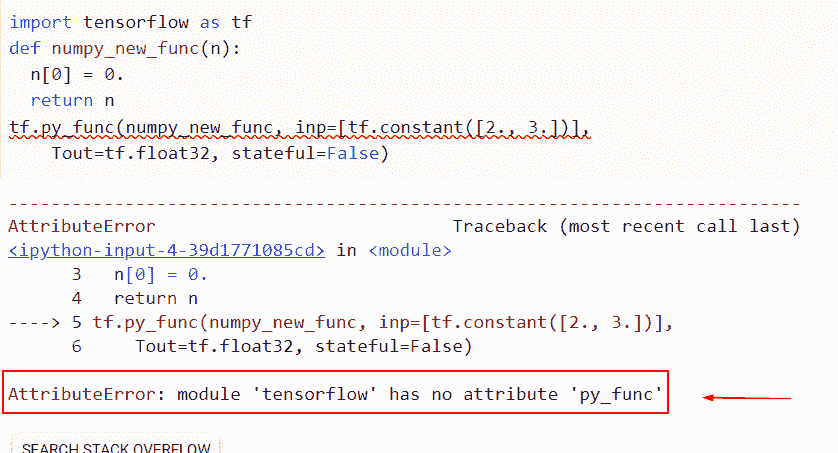 import tensorflow as tf
def numpy_new_func(n):
  n[0] = 0.
  return n
tf.py_func(numpy_new_func, inp=[tf.constant([2., 3.])],
    Tout=tf.float32, stateful=False)
---------------------------------------------------------------------------
AttributeError                            Traceback (most recent call last)
<ipython-input-4-39d1771085cd> in <module>
      3   n[0] = 0.
      4   return n
----> 5 tf.py_func(numpy_new_func, inp=[tf.constant([2., 3.])],
      6     Tout=tf.float32, stateful=False)
AttributeError: module 'tensorflow' has no attribute 'py_func'
SEARCH STACK OVERFLOW